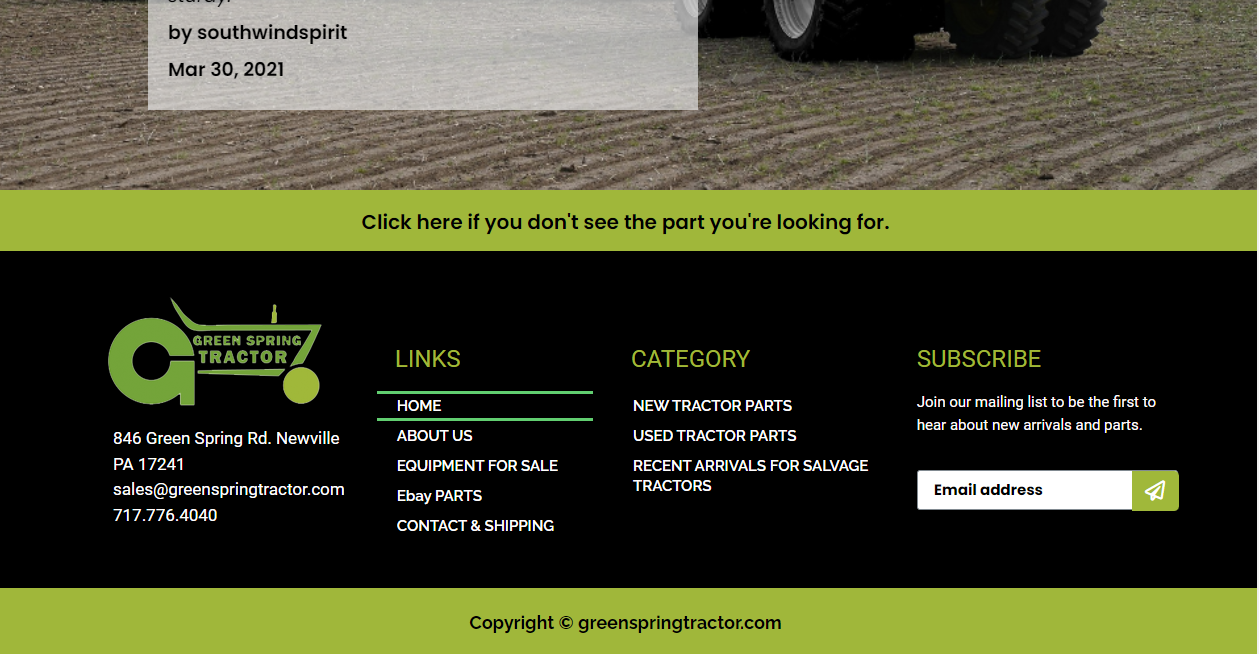 sturdy.
by southwindspirit
Mar 30, 2021
Click here if you don't see the part you're looking for.
GREEN SPRING
TRACTOR
846 Green Spring Rd. Newville
PA 17241
sales@greenspringtractor.com
717.776.4040
LINKS
HOME
ABOUT US
EQUIPMENT FOR SALE
Ebay PARTS
CONTACT & SHIPPING
CATEGORY
NEW TRACTOR PARTS
USED TRACTOR PARTS
RECENT ARRIVALS FOR SALVAGE
TRACTORS
SUBSCRIBE
Join our mailing list to be the first to
hear about new arrivals and parts.
Email address
Copyright © greenspringtractor.com